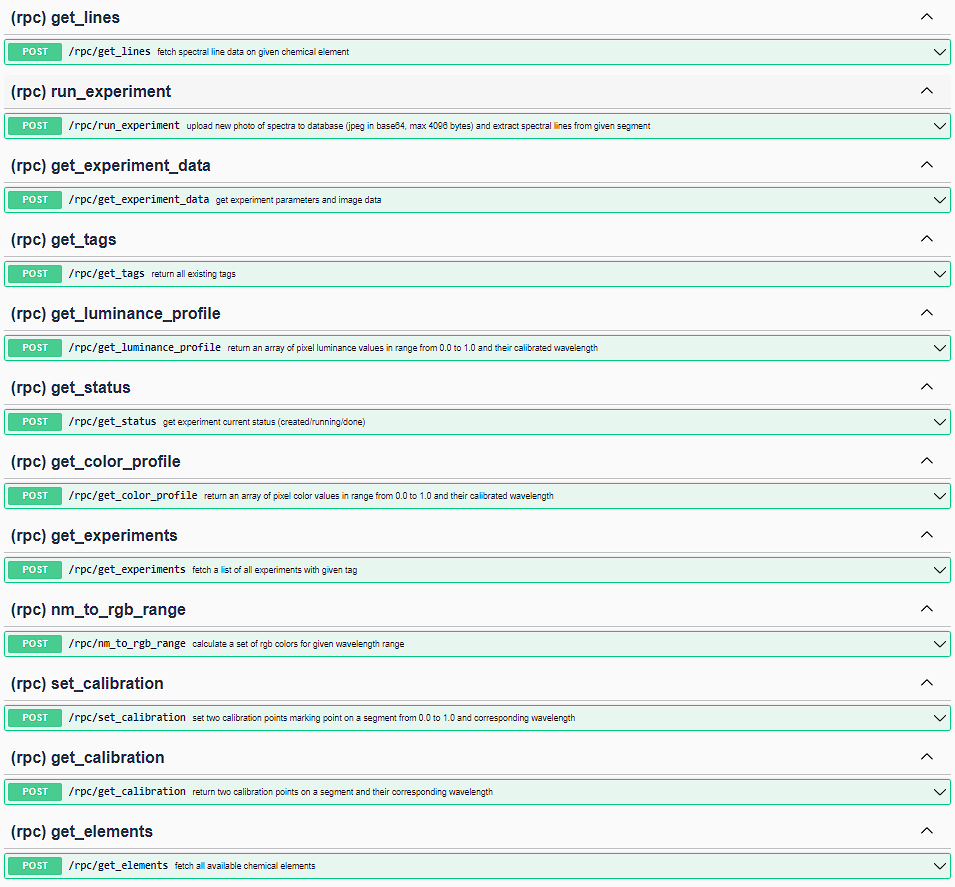 (rpc) get_lines
POST /rpc/get_lines fetch spectral line data on given chemical element
(rpc) run_experiment
POST /rpc/run_experiment upload new photo of spectra to database (jpeg in base64, max 4096 bytes) and extract spectral lines from given segment
(rpc) get_experiment_data
POST /rpc/get_experiment_data get experiment parameters and image data
(rpc) get_tags
POST /rpc/get_tags return all existing tags
(rpc) get_luminance_profile
POST /rpc/get_luminance_profile return an array of pixel luminance values in range from 0.0 to 1.0 and their calibrated wavelength
(rpc) get_status
POST /rpc/get_status get experiment current status (created/running/done)
(rpc) get_color_profile
POST /rpc/get_color_profile return an array of pixel color values in range from 0.0 to 1.0 and their calibrated wavelength
(rpc) get_experiments
POST /rpc/get_experiments fetch a list of all experiments with given tag
(rpc) nm_to_rgb_range
POST /rpc/nm_to_rgb_range calculate a set of rgb colors for given wavelength range
(rpc) set_calibration
POST /rpc/set_calibration set two calibration points marking point on a segment from 0.0 to 1.0 and corresponding wavelength
(rpc) get_calibration
POST /rpc/get_calibration return two calibration points on a segment and their corresponding wavelength
(rpc) get_elements
POST /rpc/get_elements fetch all available chemical elements